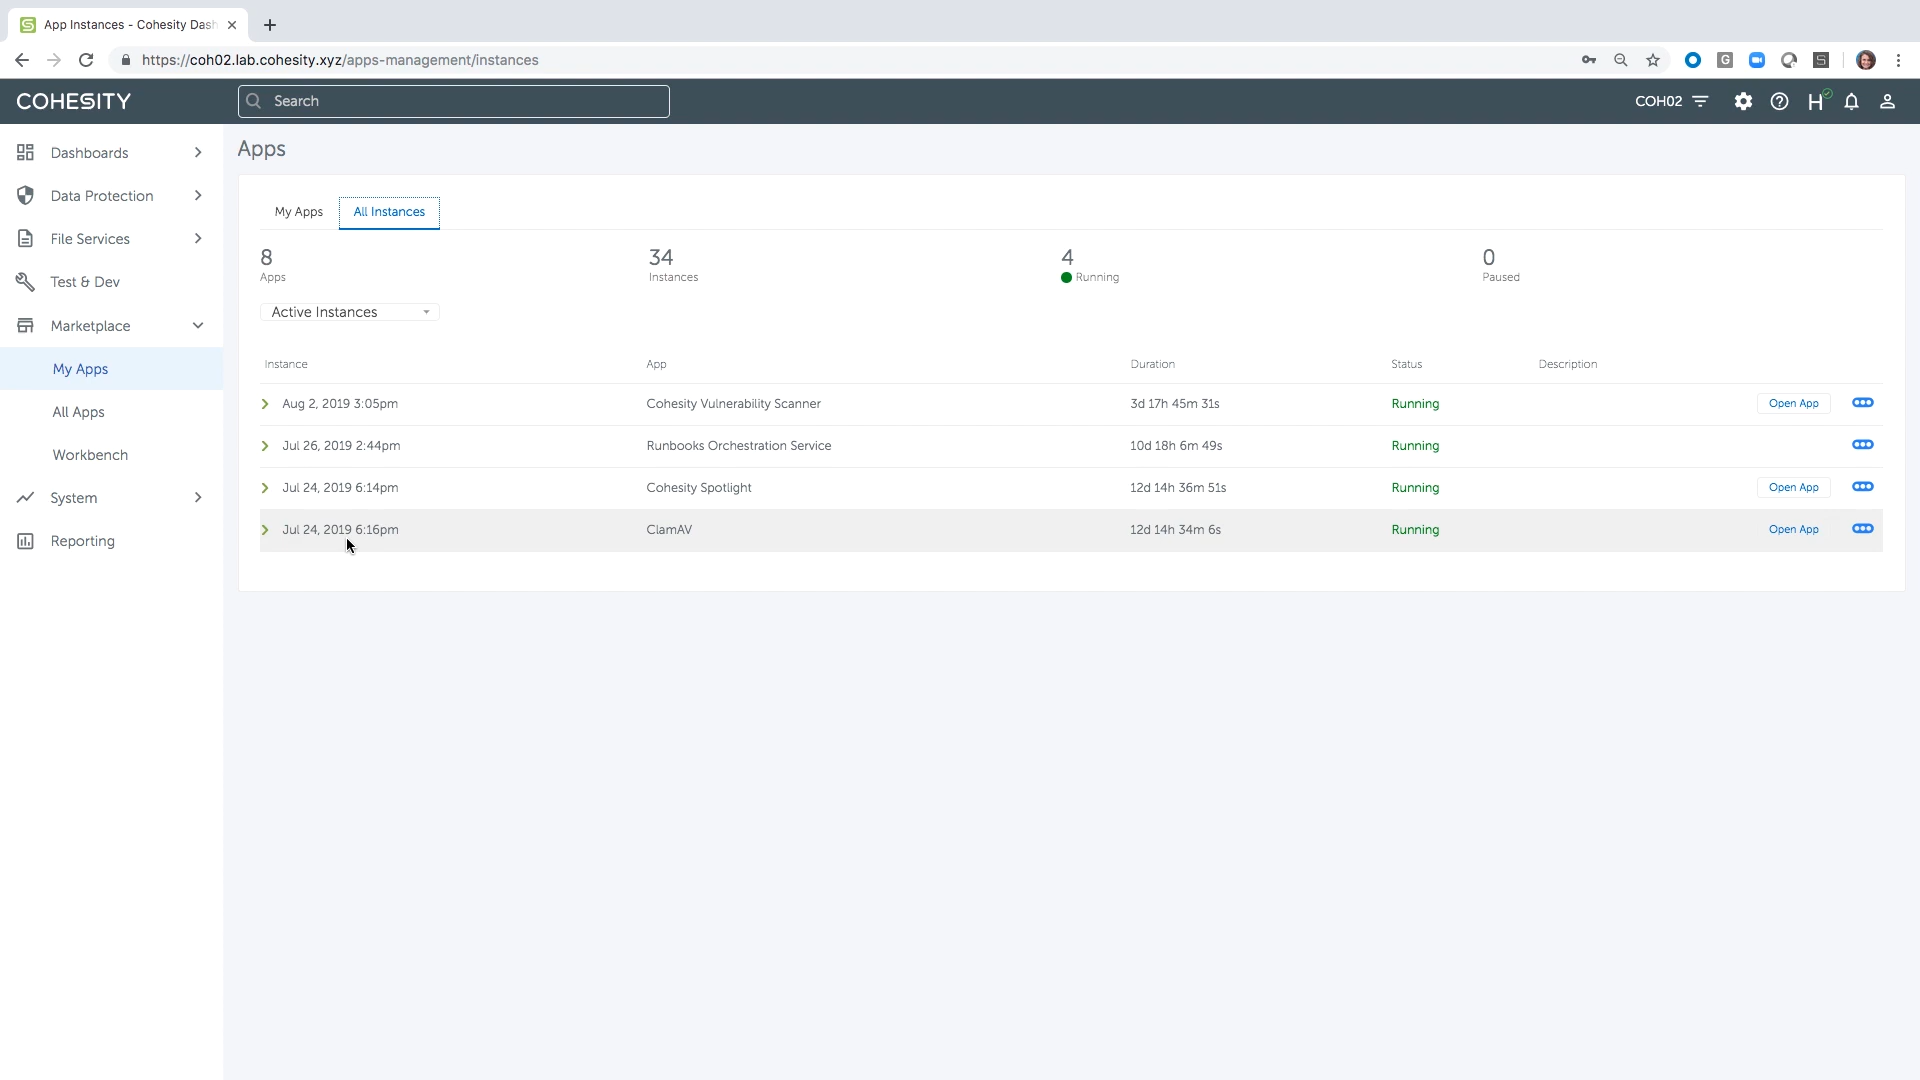 App Instances - Cohesity Dash
https://coh02.lab.cohesity.xyz/apps-management/instances
COHESITY
Search
COH02
Dashboards
Data Protection
File Services
Test & Dev
Marketplace
My Apps
All Apps
Workbench
System
Reporting
Apps
My Apps All Instances
8 34 4 0
Apps Instances Running Paused
Active Instances
Instance App Duration Status Description
Aug 2, 2019 3:05pm Cohesity Vulnerability Scanner 3d 17h 45m 31s Running Open App
Jul 26, 2019 2:44pm Runbooks Orchestration Service 10d 18h 6m 49s Running
Jul 24, 2019 6:14pm Cohesity Spotlight 12d 14h 36m 51s Running Open App
Jul 24, 2019 6:16pm ClamAV 12d 14h 34m 6s Running Open App